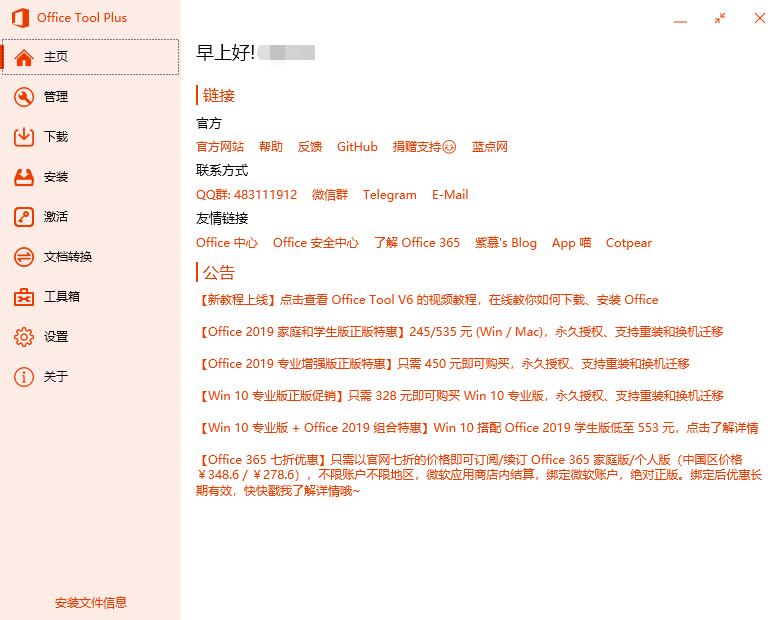 Office Tool Plus
主页
管理
下载
安装
激活
文档转换
工具箱
设置
关于
安装文件信息
早上好!
链接
官方
官方网站 帮助 反馈 GitHub 捐赠支持 蓝点网
联系方式
QQ群: 483111912 微信群 Telegram E-Mail
友情链接
Office 中心 Office 安全中心 了解 Office 365 紫慕's Blog App 喵 Cotpear
公告
【新教程上线】点击查看 Office Tool V6 的视频教程，在线教你如何下载、安装 Office
【Office 2019 家庭和学生版正版特惠】245/535 元 (Win / Mac)，永久授权、支持重装和换机迁移
【Office 2019 专业增强版正版特惠】只需 450 元即可购买，永久授权、支持重装和换机迁移
【Win 10 专业版正版促销】只需 328 元即可购买 Win 10 专业版，永久授权、支持重装和换机迁移
【Win 10 专业版 + Office 2019 组合特惠】Win 10 搭配 Office 2019 学生版低至 553 元，点击了解详情
【Office 365 七折优惠】只需以官网七折的价格即可订阅/续订 Office 365 家庭版/个人版（中国区价格
￥348.6 / ￥278.6），不限账户不限地区，微软应用商店内结算，绑定微软账户，绝对正版。绑定后优惠长
期有效，快快戳我了解详情哦~